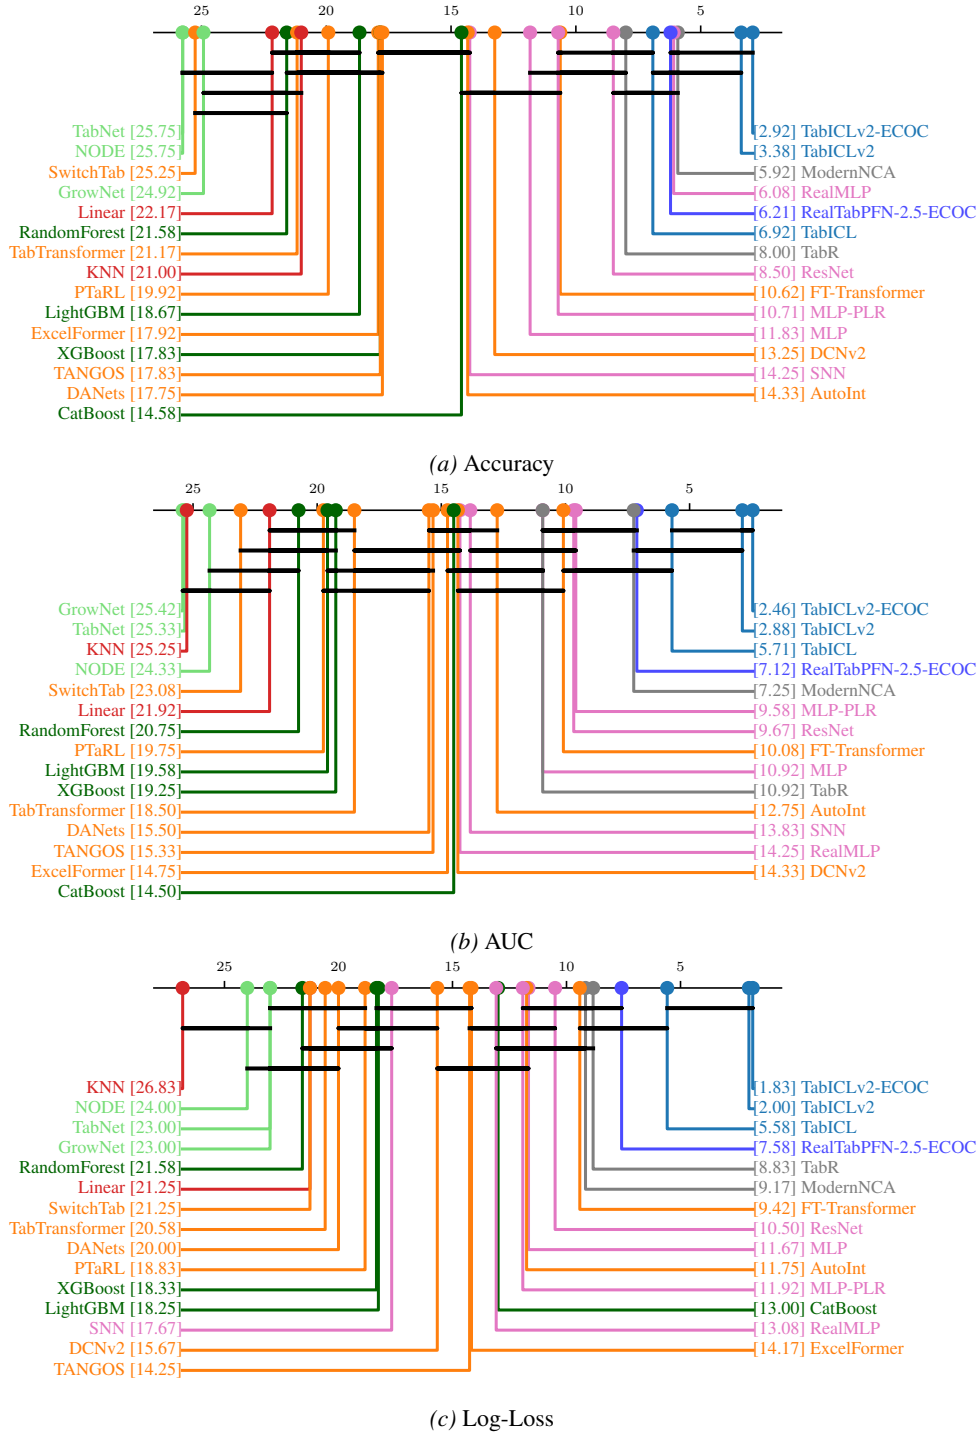 25 20 15 10 5
TabNet [25.75] [2.92] TabICLv2-ECOC
NODE [25.75] [3.38] TabICLv2
SwitchTab [25.25] [5.92] ModernNCA
GrowNet [24.92] [6.08] RealMLP
Linear [22.17] [6.21] RealTabPFN-2.5-ECOC
RandomForest [21.58] [6.92] TabICL
TabTransformer [21.17] [8.00] TabR
KNN [21.00] [8.50] ResNet
PTaRL [19.92] [10.62] FT-Transformer
LightGBM [18.67] [10.71] MLP-PLR
ExcelFormer [17.92] [11.83] MLP
XGBoost [17.83] [13.25] DCNv2
TANGOS [17.83] [14.25] SNN
DANets [17.75] [14.33] AutoInt
CatBoost [14.58]
(a) Accuracy
25 20 15 10 5
GrowNet [25.42] [2.46] TabICLv2-ECOC
TabNet [25.33] [2.88] TabICLv2
KNN [25.25] [5.71] TabICL
NODE [24.33] [7.12] RealTabPFN-2.5-ECOC
SwitchTab [23.08] [7.25] ModernNCA
Linear [21.92] [9.58] MLP-PLR
RandomForest [20.75] [9.67] ResNet
PTaRL [19.75] [10.08] FT-Transformer
LightGBM [19.58] [10.92] MLP
XGBoost [19.25] [10.92] TabR
TabTransformer [18.50] [12.75] AutoInt
DANets [15.50] [13.83] SNN
TANGOS [15.33] [14.25] RealMLP
ExcelFormer [14.75] [14.33] DCNv2
CatBoost [14.50]
(b) AUC
25 20 15 10 5
KNN [26.83] [1.83] TabICLv2-ECOC
NODE [24.00] [2.00] TabICLv2
TabNet [23.00] [5.58] TabICL
GrowNet [23.00] [7.58] RealTabPFN-2.5-ECOC
RandomForest [21.58] [8.83] TabR
Linear [21.25] [9.17] ModernNCA
SwitchTab [21.25] [9.42] FT-Transformer
TabTransformer [20.58] [10.50] ResNet
DANets [20.00] [11.67] MLP
PTaRL [18.83] [11.75] AutoInt
XGBoost [18.33] [11.92] MLP-PLR
LightGBM [18.25] [13.00] CatBoost
SNN [17.67] [13.08] RealMLP
DCNv2 [15.67] [14.17] ExcelFormer
TANGOS [14.25]
(c) Log-Loss